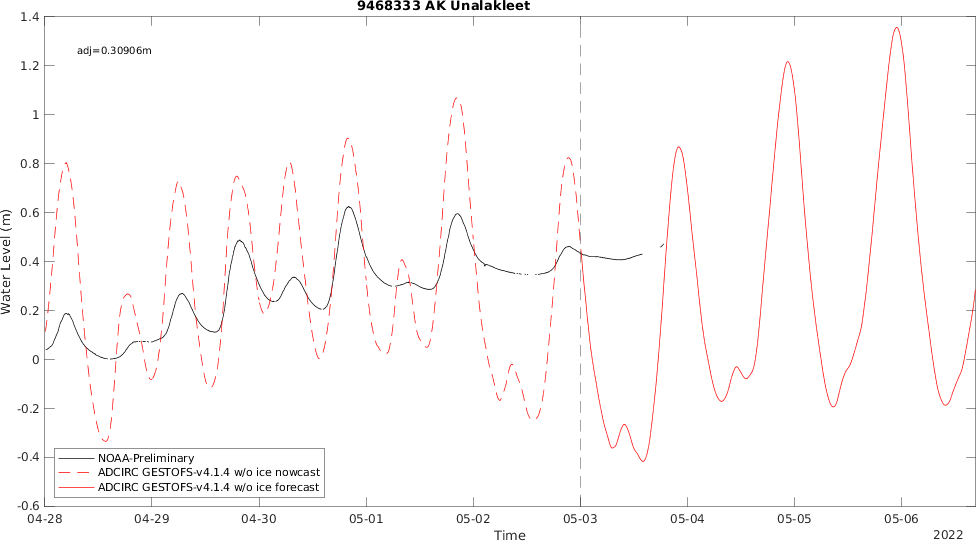 9468333 AK Unalakleet
adj=0.30906m
Water Level (m)
1.4
1.2
1
0.8
0.6
0.4
0.2
0
-0.2
-0.4
-0.6
NOAA-Preliminary
ADCIRC GESTOFS-v4.1.4 w/o ice nowcast
ADCIRC GESTOFS-v4.1.4 w/o ice forecast
04-28 04-29 04-30 05-01 05-02 05-03 05-04 05-05 05-06
Time
2022